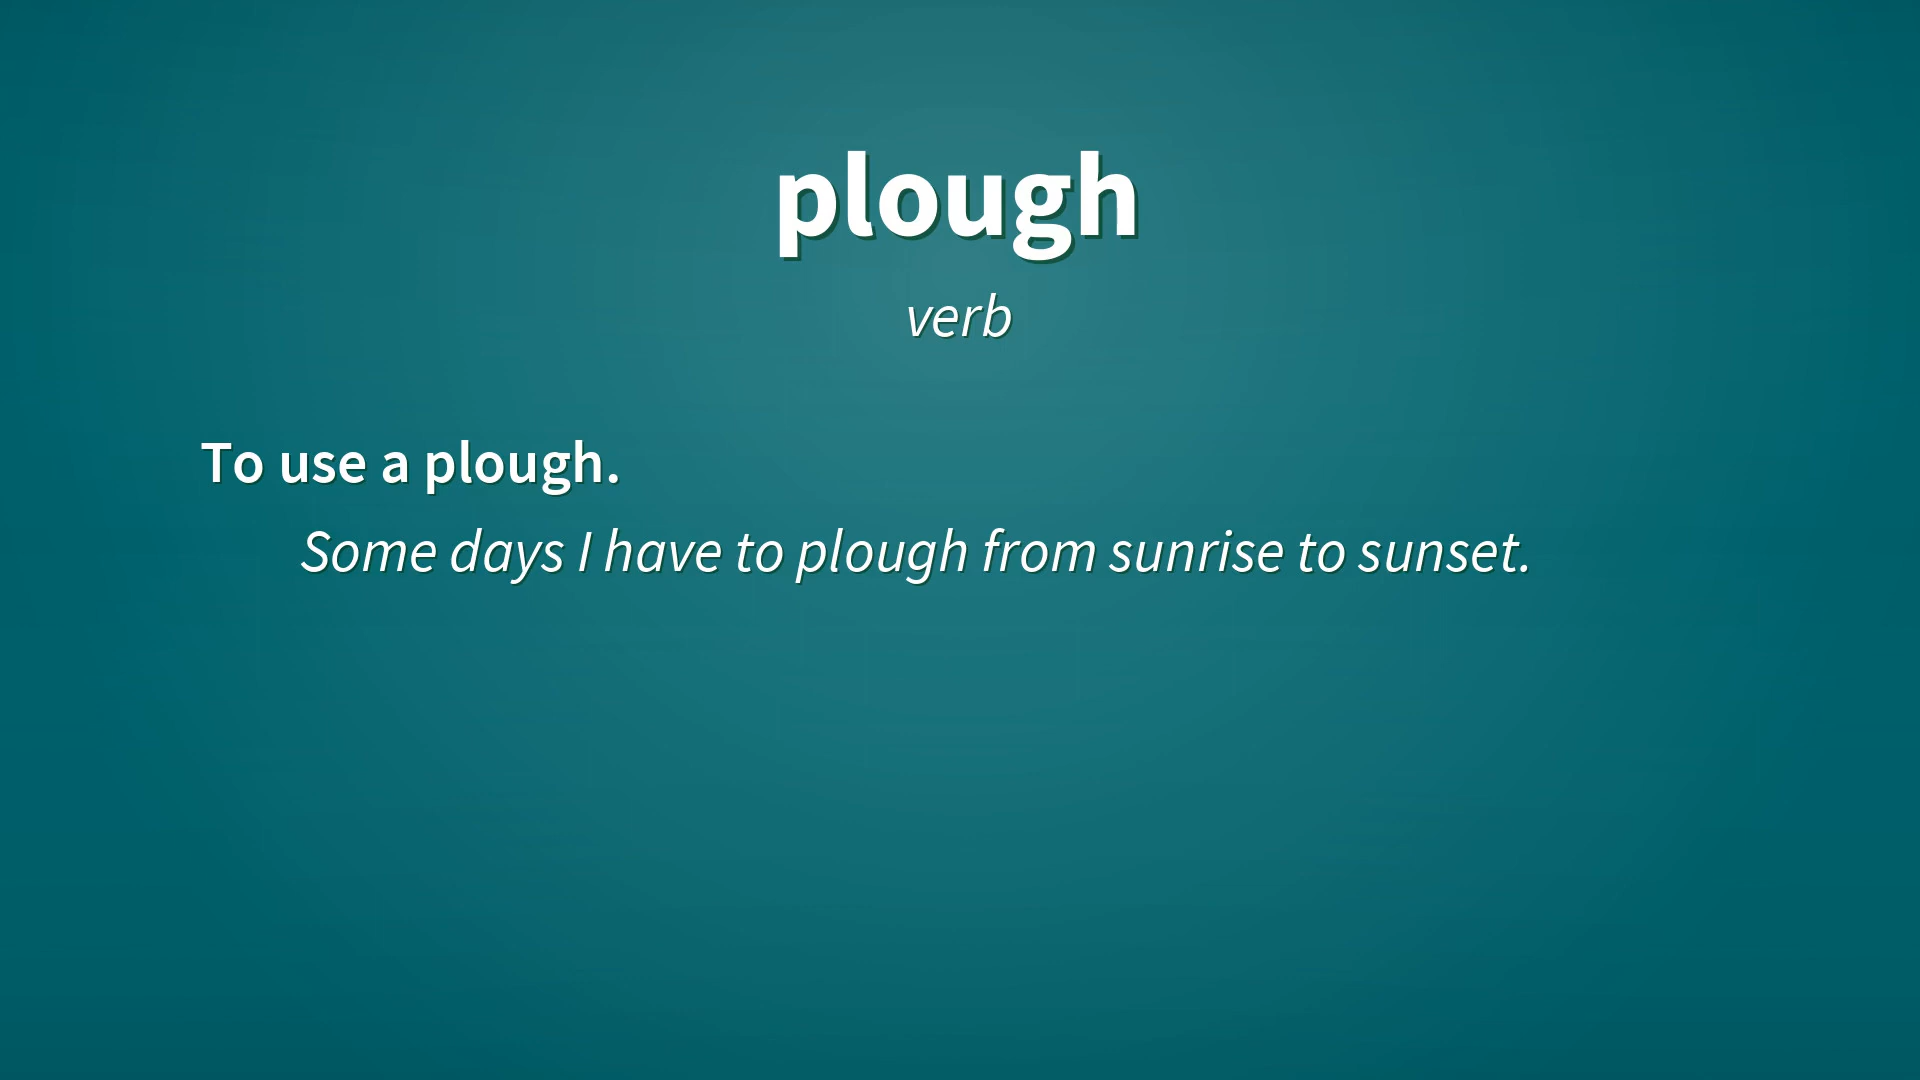 plough
verb
To use a plough.
Some days I have to plough from sunrise to sunset.